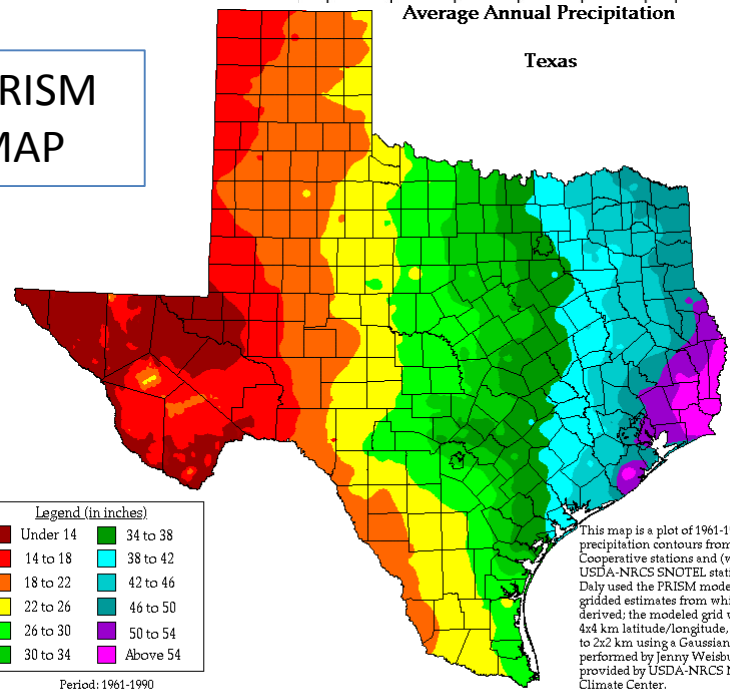 Average Annual Precipitation
Texas
RISM
MAP
Legend (in inches)
Under 14
14 to 18
18 to 22
22 to 26
26 to 30
30 to 34
34 to 38
38 to 42
42 to 46
46 to 50
50 to 54
Above 54
Period: 1961-1990
This map is a plot of 1961-1
precipitation contours from
Cooperative stations and (w
USDA-NRCS SNOTEL stati
Daly used the PRISM mode
gridded estimates from whi
derived; the modeled grid w
4x4 km latitude/longitude,
to 2x2 km using a Gaussian
performed by Jenny Weisbu
provided by USDA-NRCS N
Climate Center.